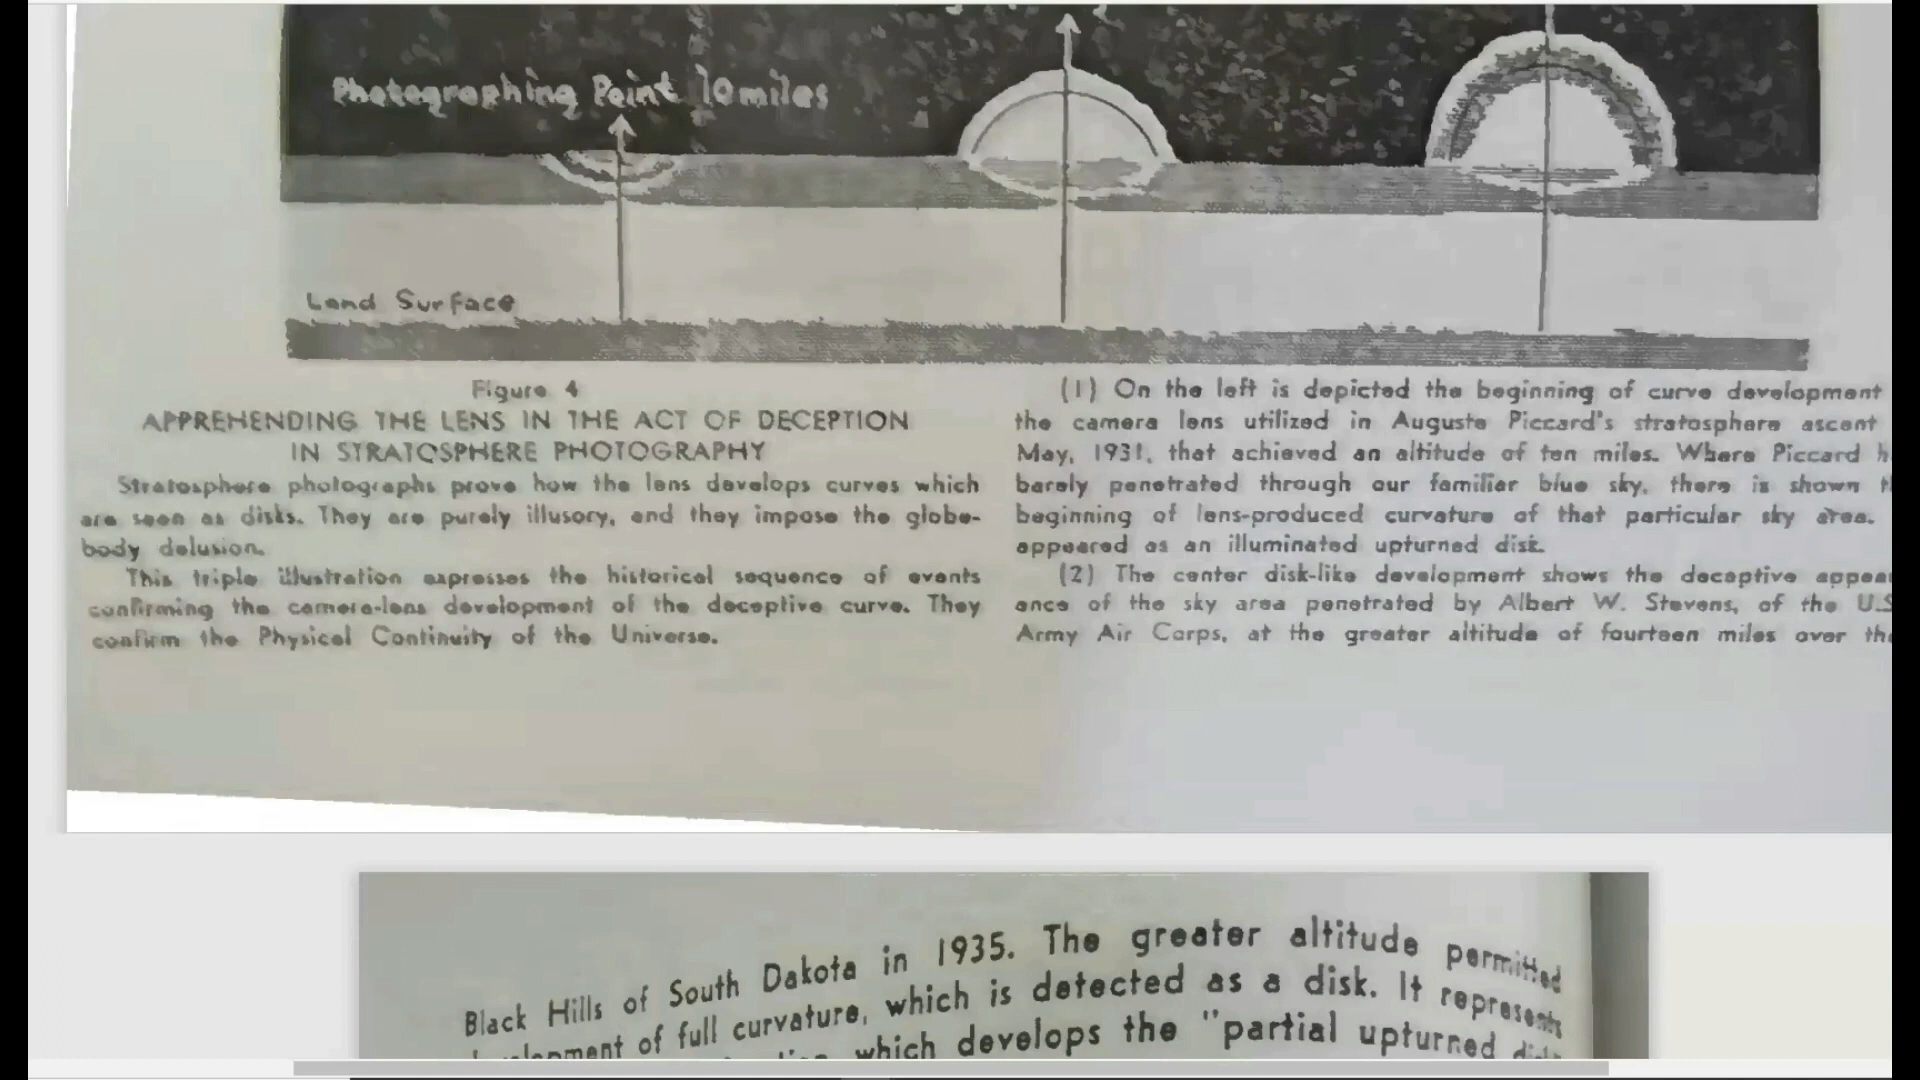 Photographing Point 10 miles
Land Surface
Figure 4
APPREHENDING THE LENS IN THE ACT OF DECEPTION
IN STRATOSPHERE PHOTOGRAPHY
Stratosphere photographs prove how the lens develops curves which
are seen as disks. They are purely illusory, and they impose the globe-
body delusion.
This triple illustration expresses the historical sequence of events
confirming the camera-lens development of the deceptive curve. They
confirm the Physical Continuity of the Universe.
(1) On the left is depicted the beginning of curve development
the camera lens utilized in Auguste Piccard's stratosphere ascent
May, 1931, that achieved an altitude of ten miles. Where Piccard h
barely penetrated through our familiar blue sky, there is shown
beginning of lens-produced curvature of that particular sky area.
appeared as an illuminated upturned disk.
(2) The center disk-like development shows the deceptive appear
ance of the sky area penetrated by Albert W. Stevens, of the U.S
Army Air Corps, at the greater altitude of fourteen miles over the
Black Hills of South Dakota in 1935. The greater altitude permitted
of full curvature, which is detected as a disk. It represents
which develops the "partial upturned